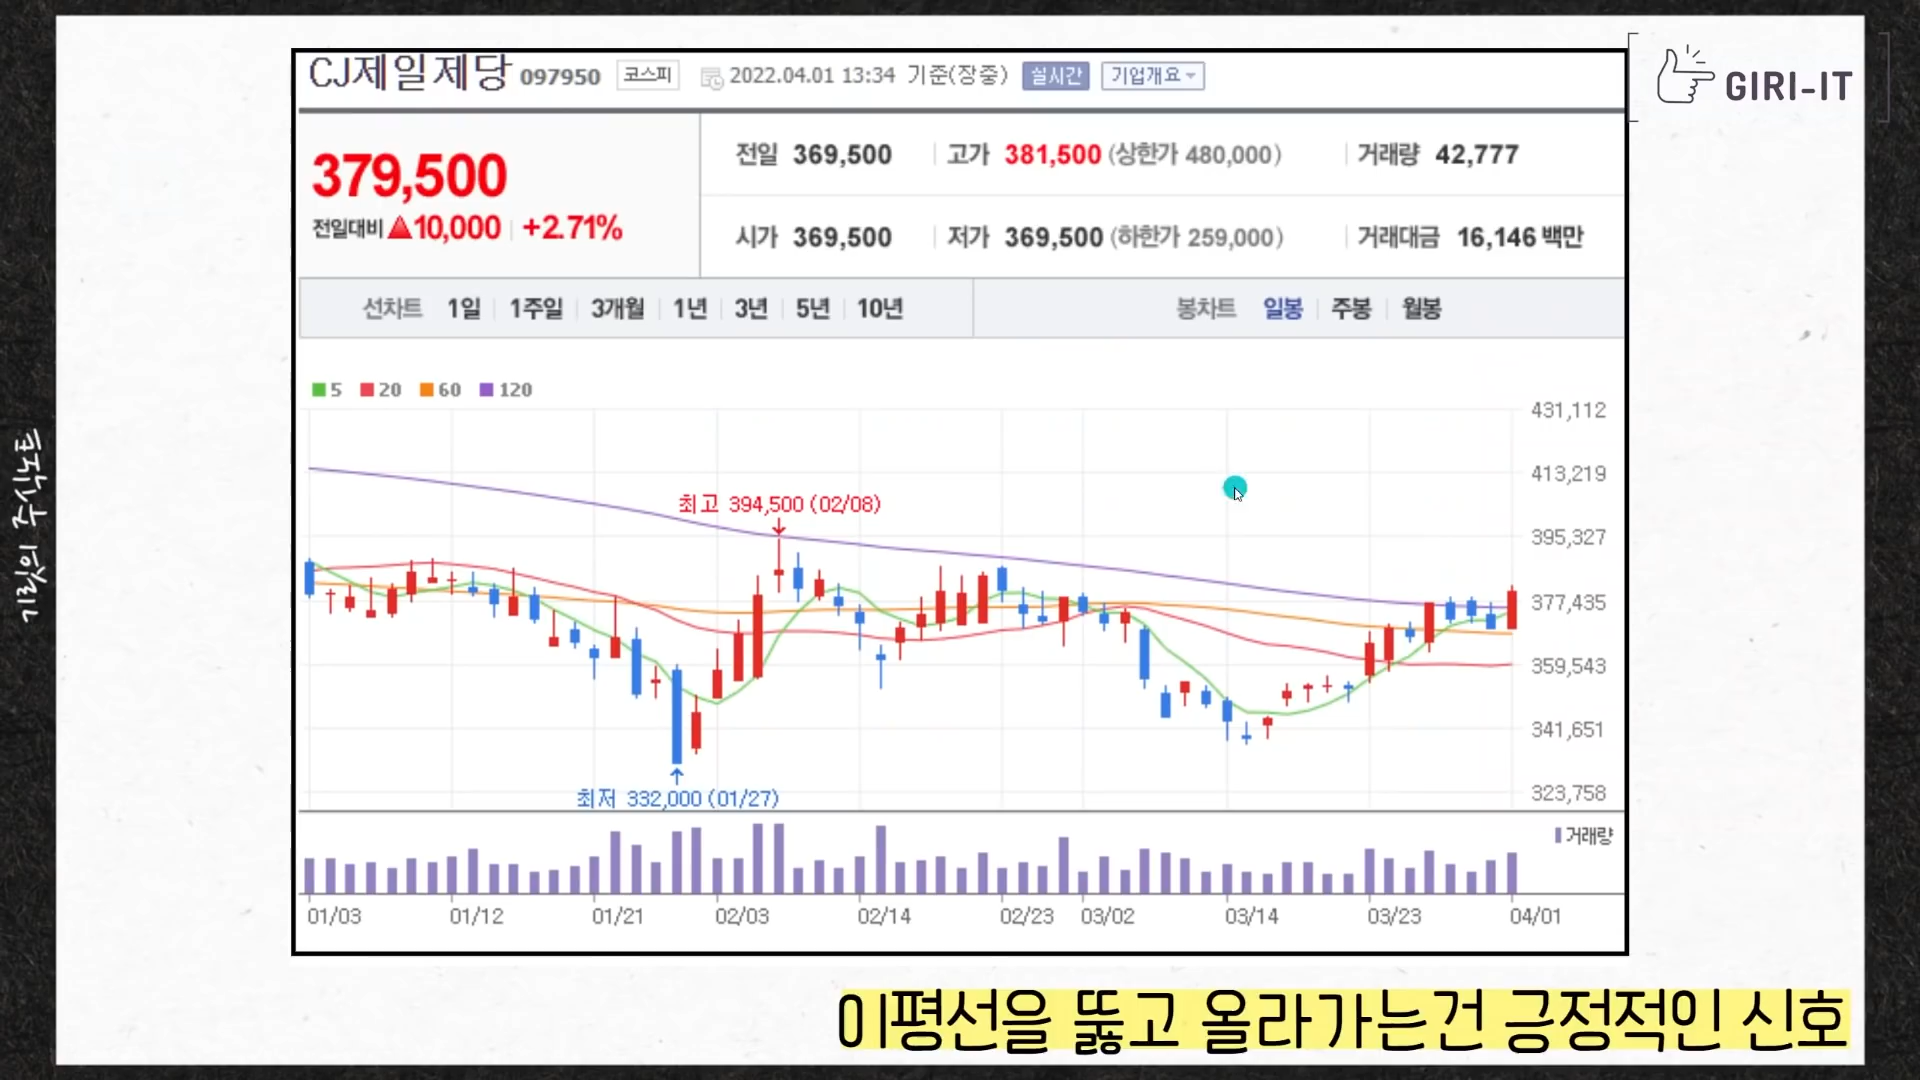 CJ제일제당 097950 코스피 2022.04.01 13:34 기준(장중) 실시간 기업개요
GIRI-IT
379,500
전일대비 ▲10,000 +2.71%
전일 369,500 고가 381,500 (상한가 480,000) 거래량 42,777
시가 369,500 저가 369,500 (하한가 259,000) 거래대금 16,146 백만
선차트 1일 1주일 3개월 1년 3년 5년 10년 봉차트 일봉 주봉 월봉
5 20 60 120
431,112
413,219
395,327
377,435
359,543
341,651
323,758
최고 394,500 (02/08)
최저 332,000 (01/27)
거래량
01/03 01/12 01/21 02/03 02/14 02/23 03/02 03/14 03/23 04/01
기릿의 주식노트
이평선을 뚫고 올라가는건 긍정적인 신호